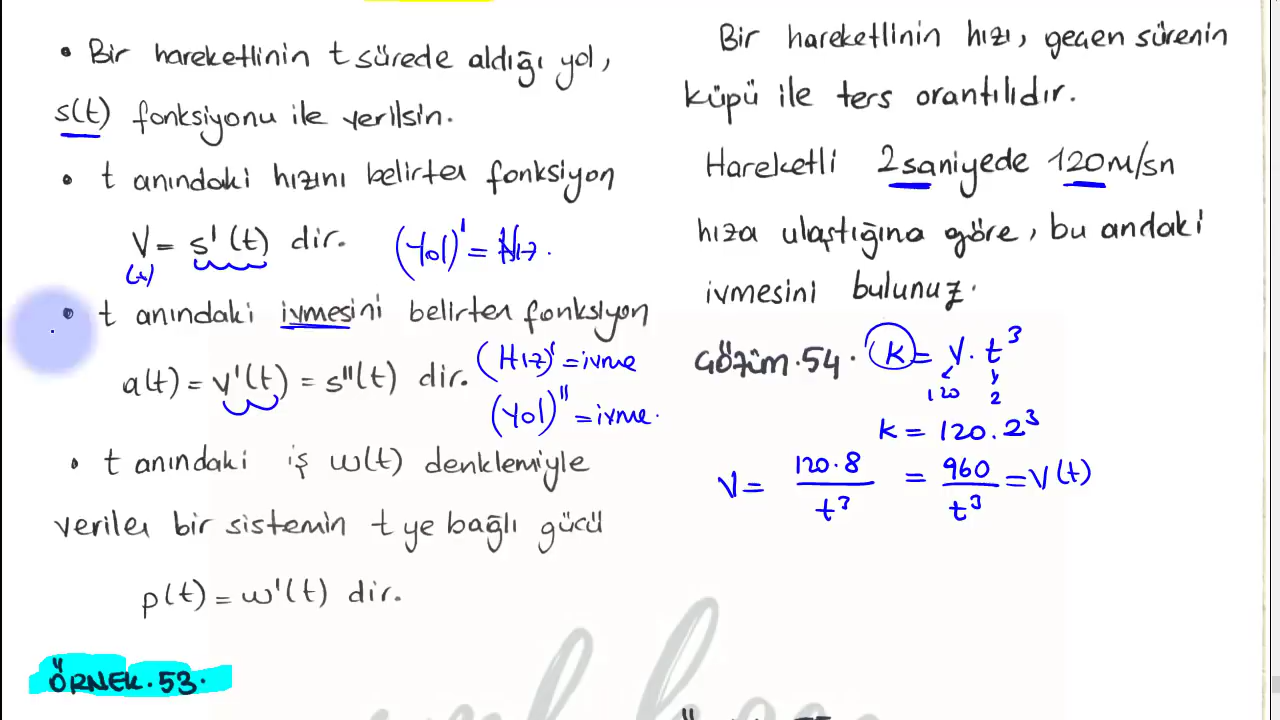 • Bir hareketlinin t sürede aldığı yol,
s(t) fonksiyonu ile verilsin.
• t anındaki hızını belirten fonksiyon
V = s'(t) dir. (Yol)' = Hız.
(t)
• t anındaki ivmesini belirten fonksiyon
a(t) = v'(t) = s''(t) dir. (Hız)' = ivme
(Yol)'' = ivme.
• t anındaki iş w(t) denklemiyle
verilen bir sistemin t ye bağlı gücü
p(t) = w'(t) dir.
ÖRNEK.53.
Bir hareketlinin hızı, geçen sürenin
küpü ile ters orantılıdır.
Hareketli 2 saniyede 120 m/sn
hıza ulaştığına göre, bu andaki
ivmesini bulunuz.
Çözüm.54. k = V. t³
120 2
k = 120. 2³
V = 120.8 / t³ = 960 / t³ = V(t)